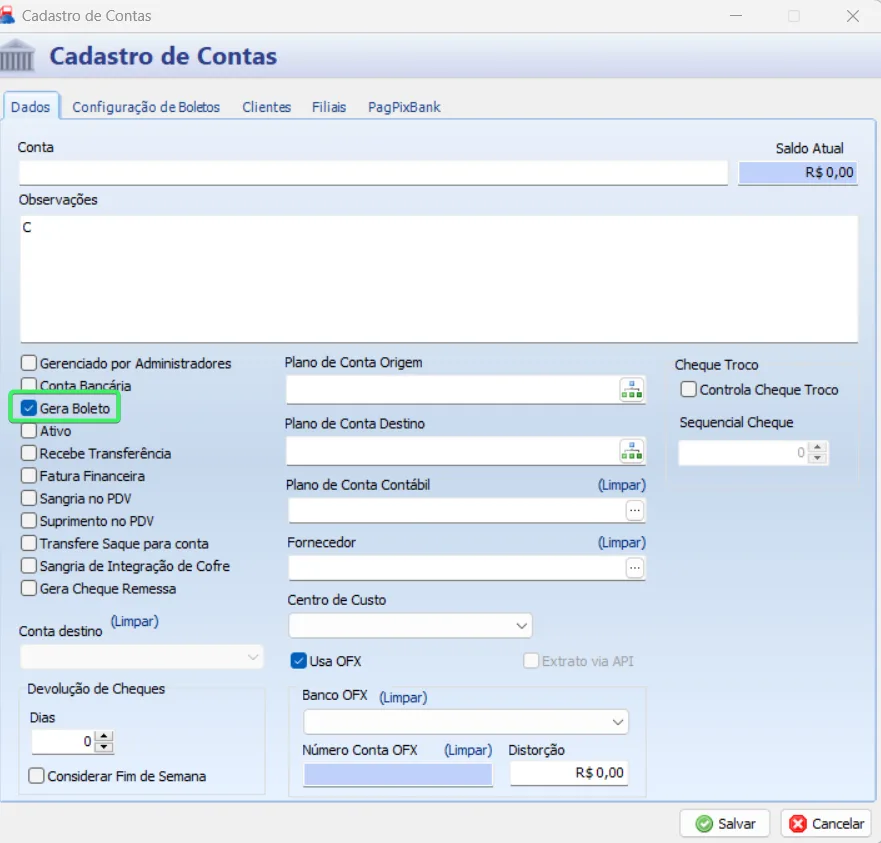 Cadastro de Contas
Cadastro de Contas
Dados Configuração de Boletos Clientes Filiais PagPixBank
Conta
Saldo Atual
R$ 0,00
Observações
C
Gerenciado por Administradores
Conta Bancária
Gera Boleto
Ativo
Recebe Transferência
Fatura Financeira
Sangria no PDV
Suprimento no PDV
Transfere Saque para conta
Sangria de Integração de Cofre
Gera Cheque Remessa
Conta destino (Limpar)
Devolução de Cheques
Dias
0
Considerar Fim de Semana
Plano de Conta Origem
Plano de Conta Destino
Plano de Conta Contábil (Limpar)
...
Fornecedor (Limpar)
...
Centro de Custo
Usa OFX Extrato via API
Banco OFX (Limpar)
Número Conta OFX (Limpar) Distorção
R$ 0,00
Cheque Troco
Controla Cheque Troco
Sequencial Cheque
0
Salvar Cancelar